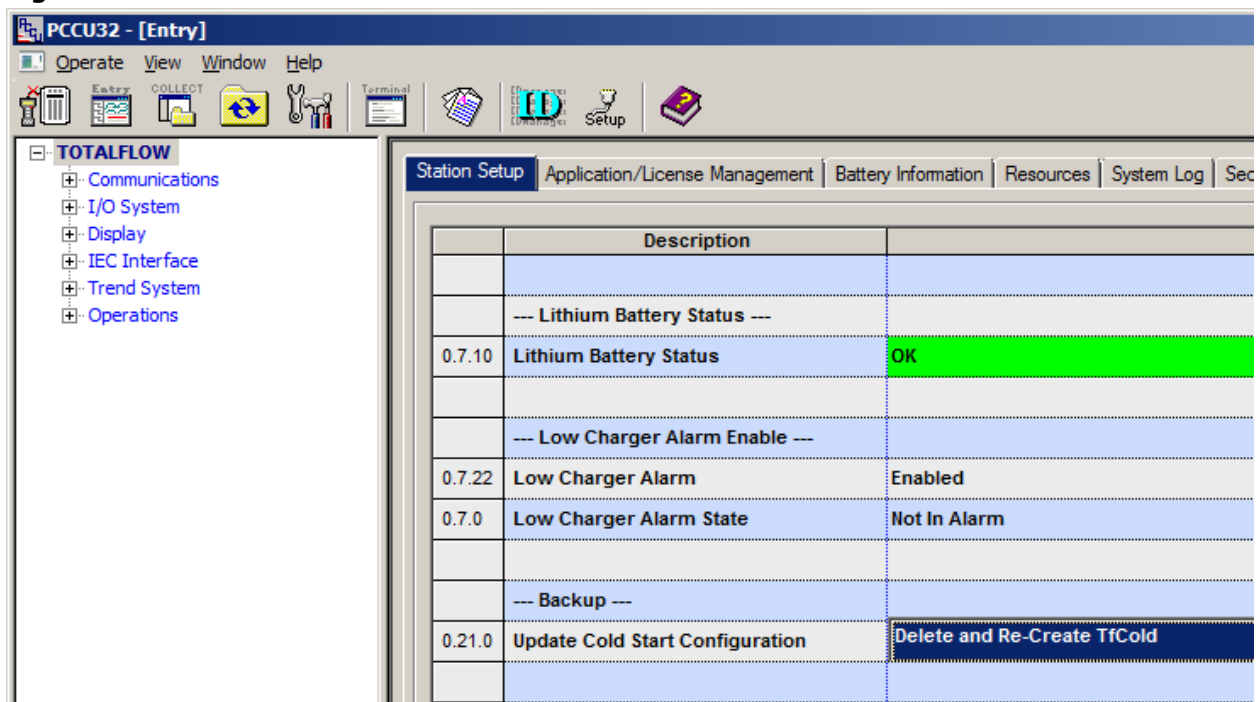 PCCU32 - [Entry]
Operate View Window Help
Entry COLLECT Terminal Setup
TOTALFLOW
Communications
I/O System
Display
IEC Interface
Trend System
Operations
Station Setup Application/License Management Battery Information Resources System Log
Description
--- Lithium Battery Status ---
0.7.10 Lithium Battery Status OK
--- Low Charger Alarm Enable ---
0.7.22 Low Charger Alarm Enabled
0.7.0 Low Charger Alarm State Not In Alarm
--- Backup ---
0.21.0 Update Cold Start Configuration Delete and Re-Create TfCold